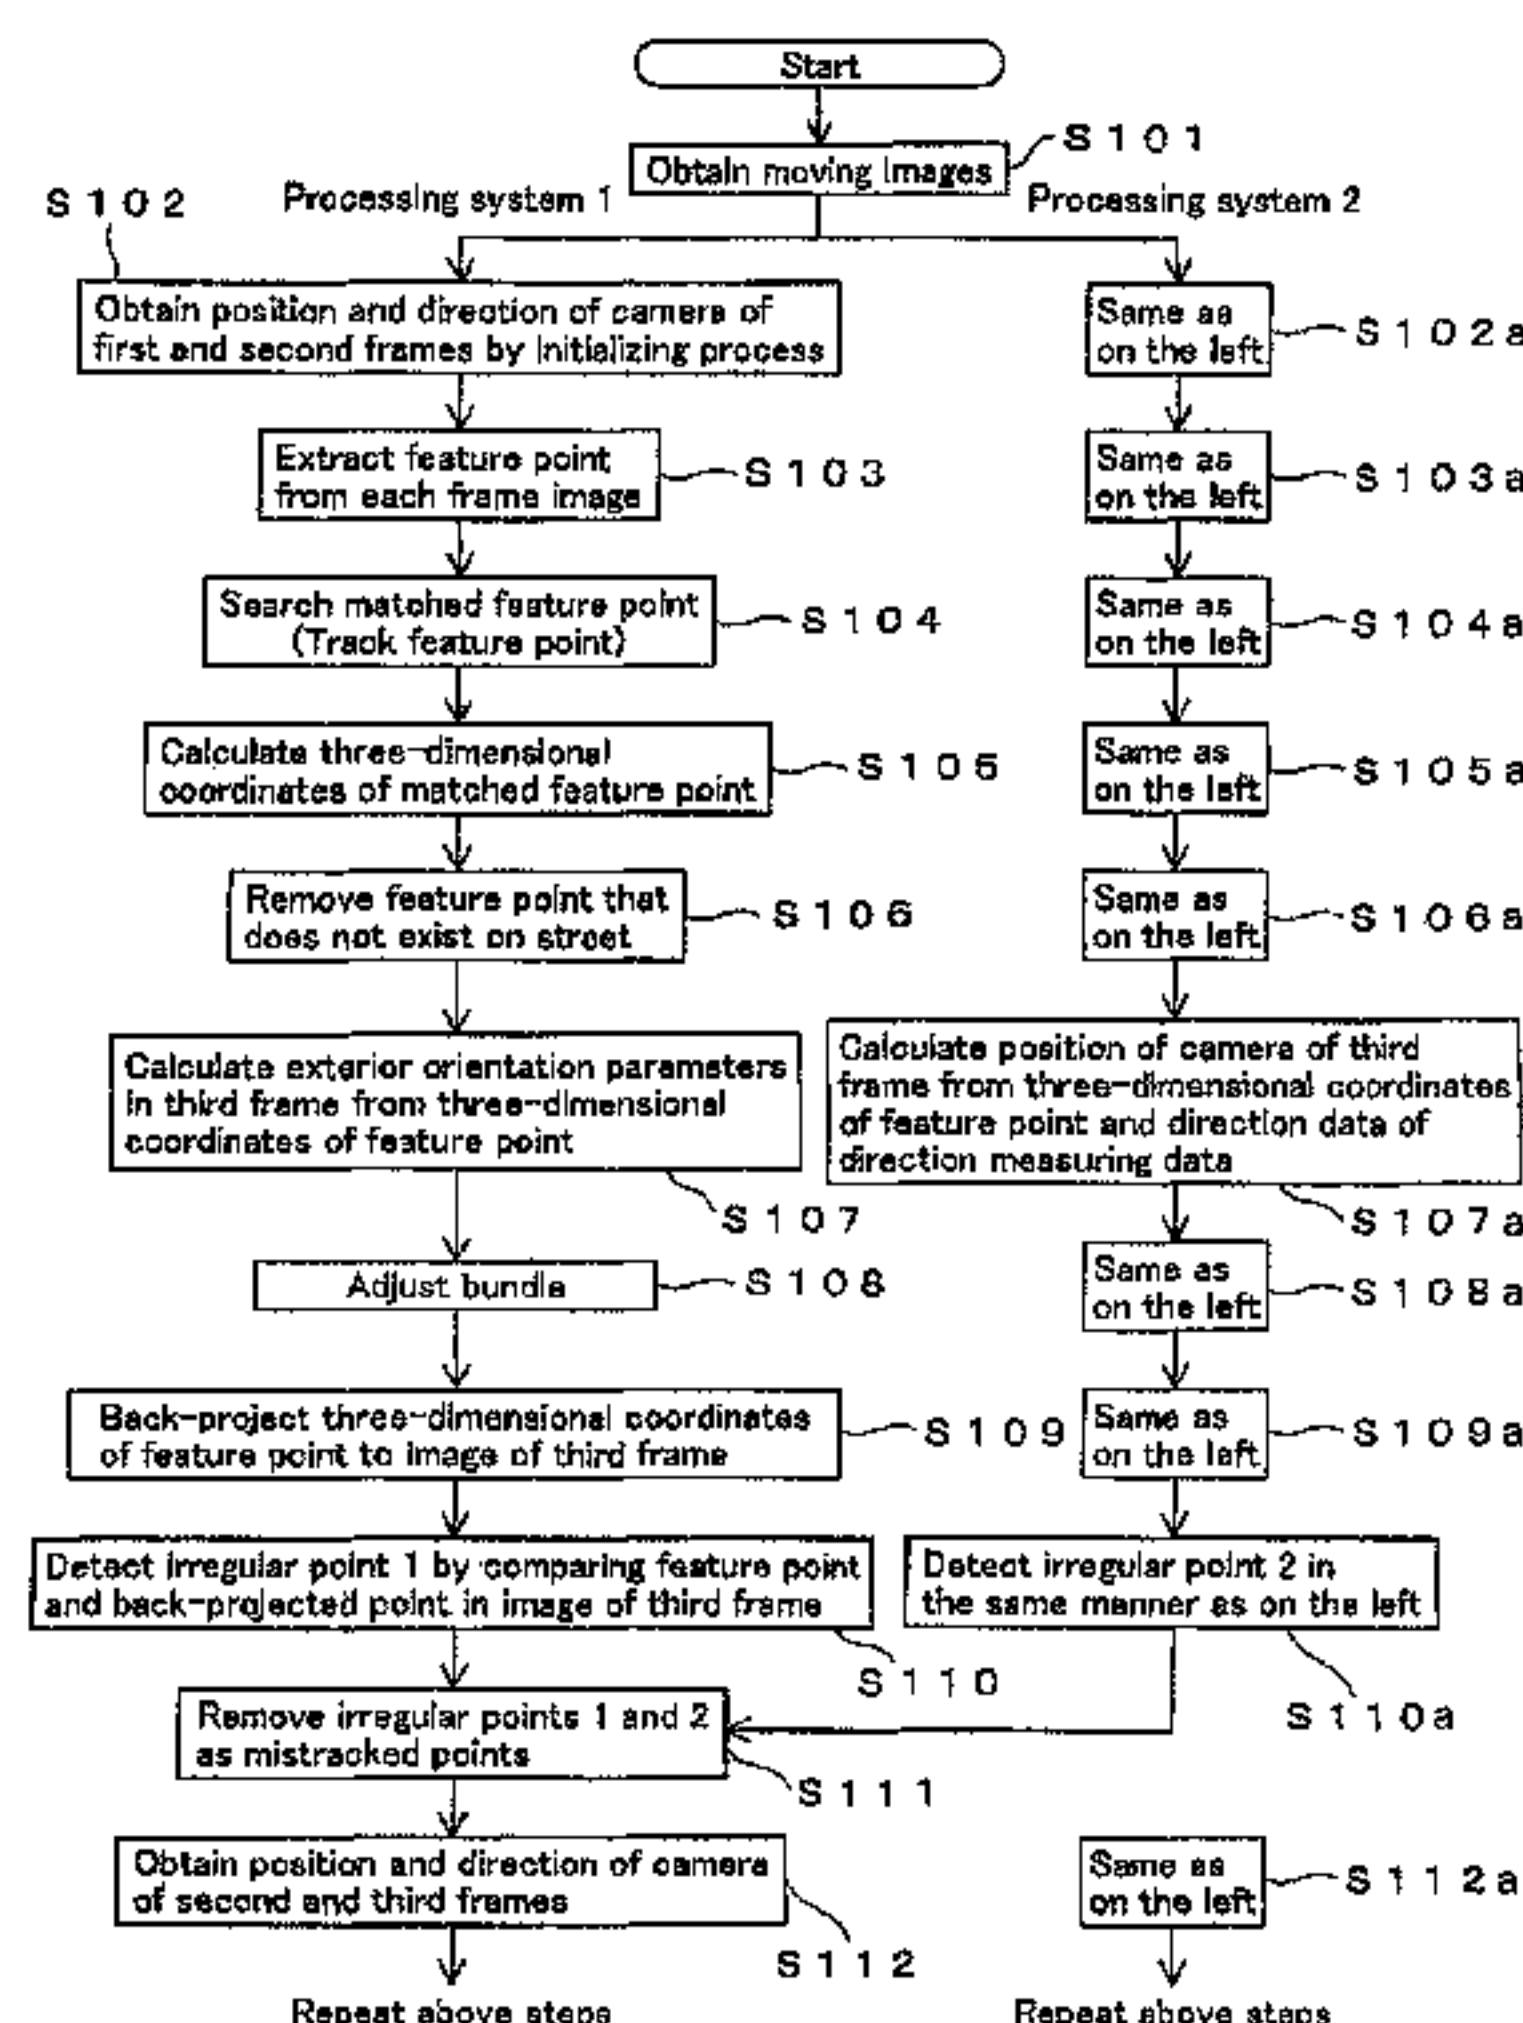 Start
Obtain moving images
S101
S102
Processing system 1
Processing system 2
Obtain position and direction of camera of
first and second frames by initializing process
Same as
on the left
S102a
Extract feature point
from each frame image
S103
Same as
on the left
S103a
Search matched feature point
(Track feature point)
S104
Same as
on the left
S104a
Calculate three-dimensional
coordinates of matched feature point
S105
Same as
on the left
S105a
Remove feature point that
does not exist on street
S106
Same as
on the left
S106a
Calculate exterior orientation parameters
in third frame from three-dimensional
coordinates of feature point
S107
Calculate position of camera of third
frame from three-dimensional coordinates
of feature point and direction data of
direction measuring data
S107a
Adjust bundle
S108
Same as
on the left
S108a
Back-project three-dimensional coordinates
of feature point to image of third frame
S109
Same as
on the left
S109a
Detect irregular point 1 by comparing feature point
and back-projected point in image of third frame
S110
Detect irregular point 2 in
the same manner as on the left
S110a
Remove irregular points 1 and 2
as mistracked points
S111
Obtain position and direction of camera
of second and third frames
S112
Same as
on the left
S112a
Repeat above steps
Repeat above steps